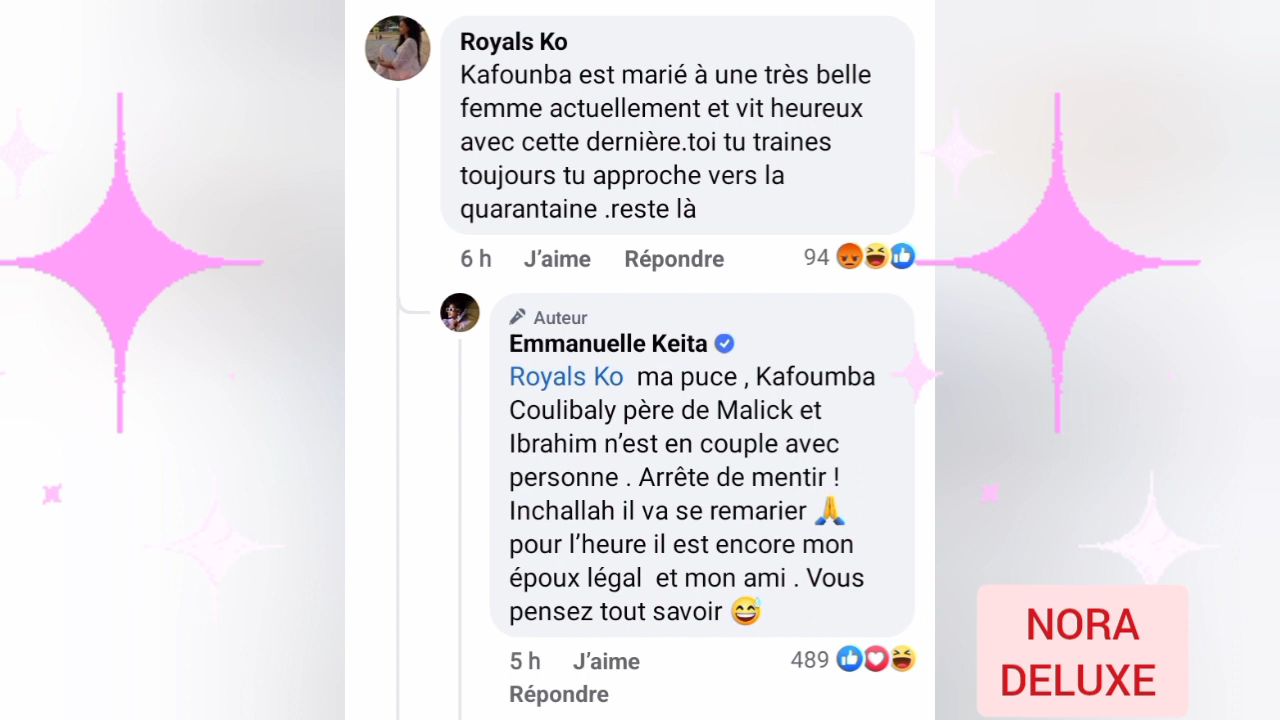 Royals Ko
Kafounba est marié à une très belle
femme actuellement et vit heureux
avec cette dernière.toi tu traines
toujours tu approche vers la
quarantaine .reste là
6 h J’aime Répondre 94
Auteur
Emmanuelle Keita
Royals Ko ma puce , Kafoumba
Coulibaly père de Malick et
Ibrahim n’est en couple avec
personne . Arrête de mentir !
Inchallah il va se remarier 🙏
pour l’heure il est encore mon
époux légal et mon ami . Vous
pensez tout savoir 😅
5 h J’aime 489
Répondre
NORA
DELUXE